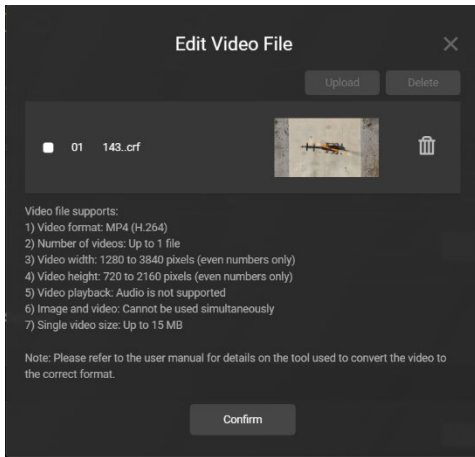 Edit Video File
Upload
Delete
01 143..crf
Video file supports:
1) Video format: MP4 (H.264)
2) Number of videos: Up to 1 file
3) Video width: 1280 to 3840 pixels (even numbers only)
4) Video height: 720 to 2160 pixels (even numbers only)
5) Video playback: Audio is not supported
6) Image and video: Cannot be used simultaneously
7) Single video size: Up to 15 MB
Note: Please refer to the user manual for details on the tool used to convert the video to
the correct format.
Confirm